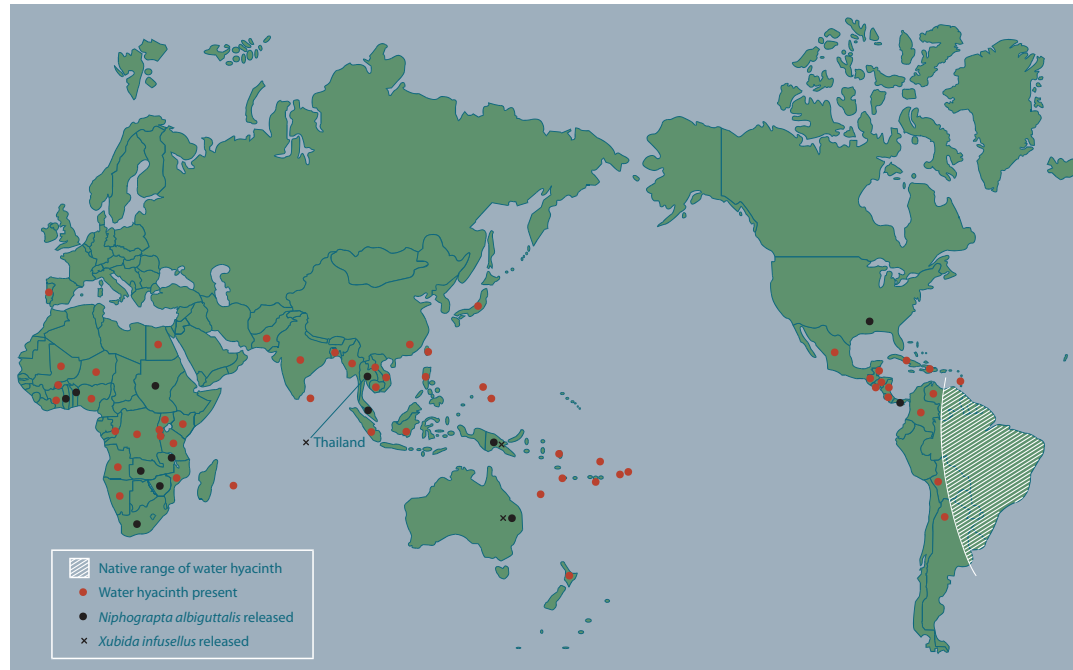 Thailand
Native range of water hyacinth
Water hyacinth present
Niphograpta albiguttalis released
Xubida infusellus released